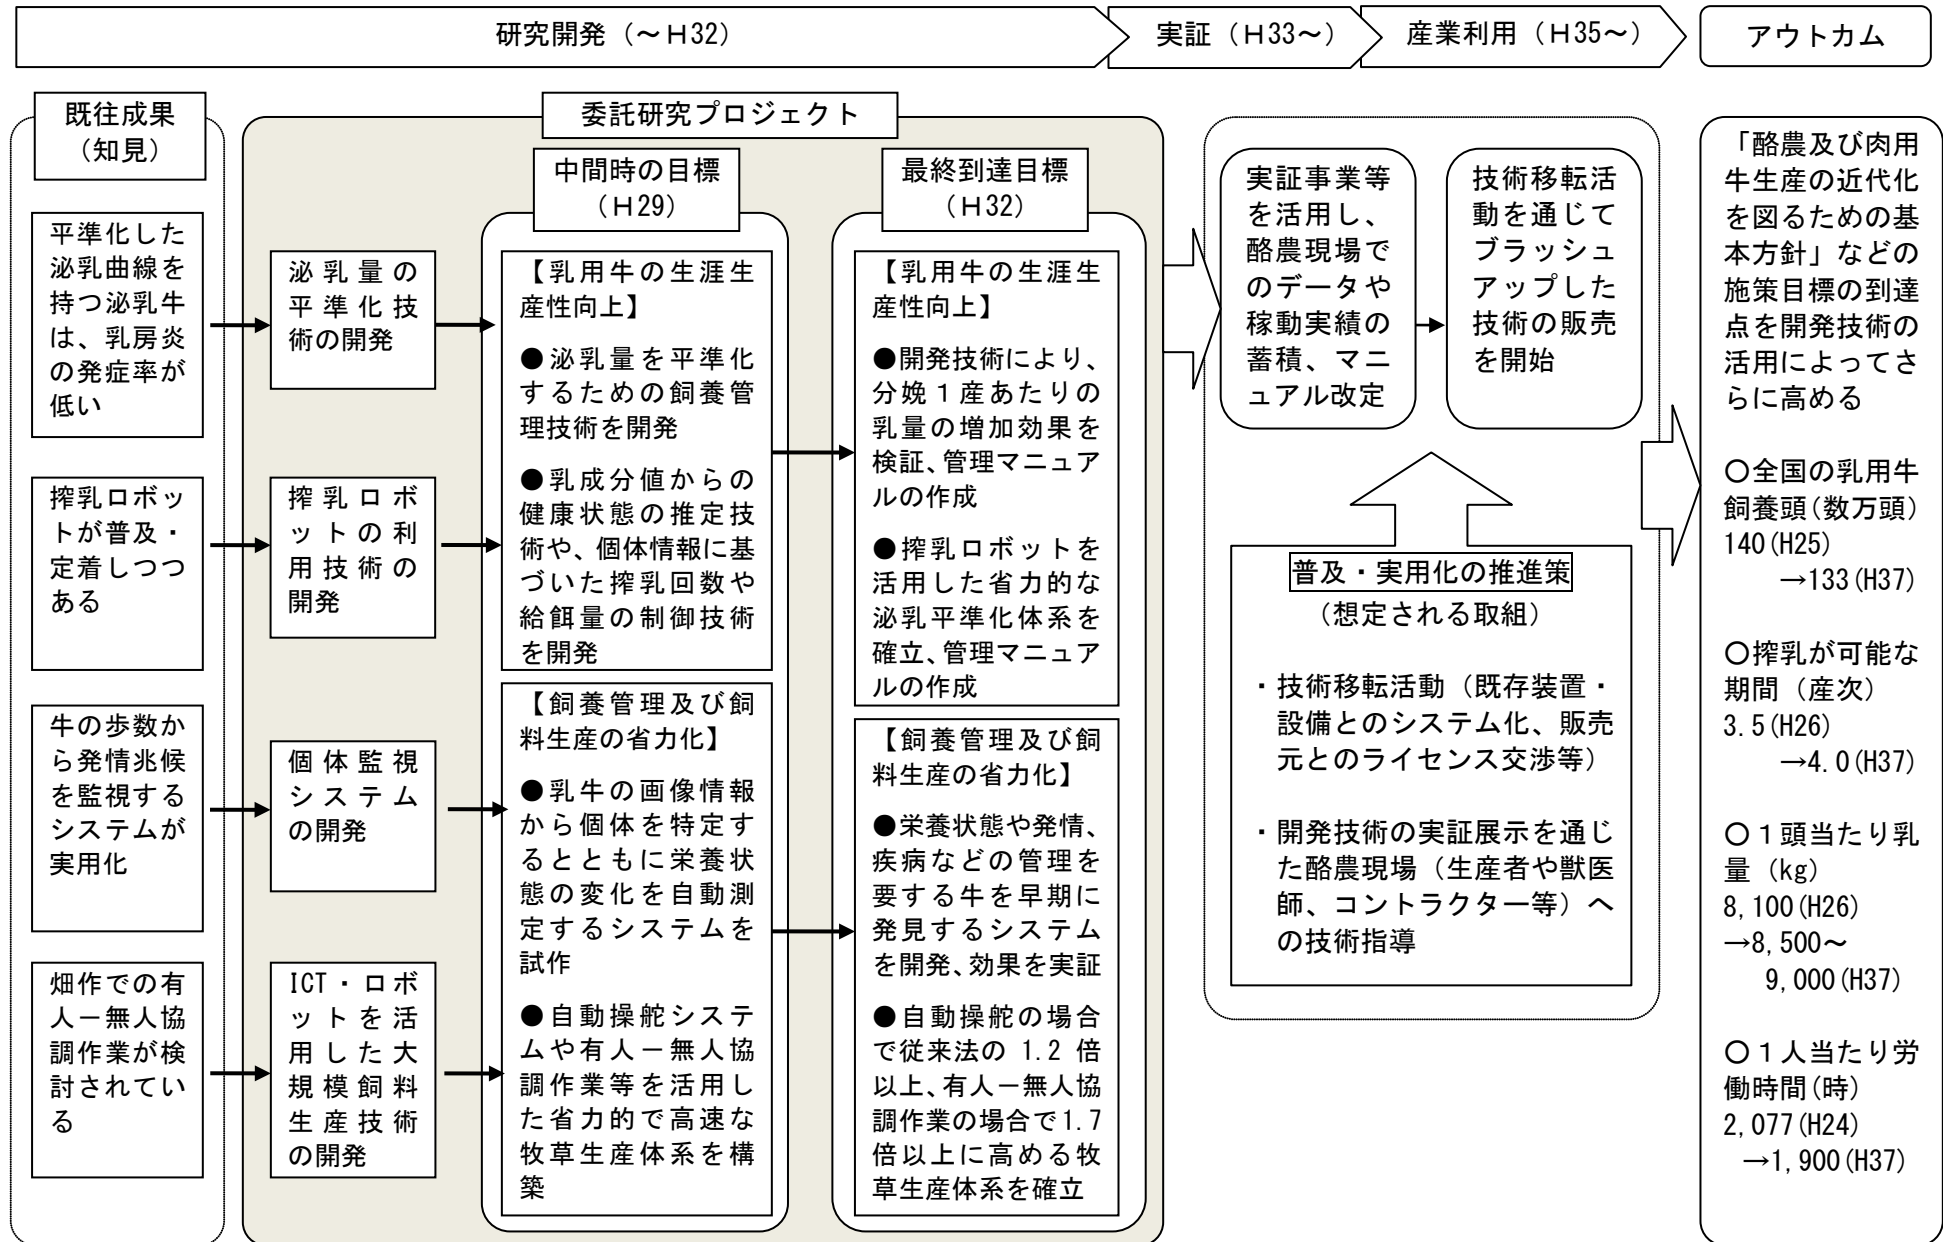 研究開発（～H32）
実証（H33～）
産業利用（H35～）
アウトカム
既往成果
（知見）
平準化した
泌乳曲線を
持つ泌乳牛
は、乳房炎
の発症率が
低い
搾乳ロボッ
トが普及・
定着しつつ
ある
牛の歩数か
ら発情兆候
を監視する
システムが
実用化
畑作での有
人－無人協
調作業が検
討されてい
る
委託研究プロジェクト
泌乳量の
平準化技
術の開発
搾乳ロボ
ットの利
用技術の
開発
個体監視
システム
の開発
ICT・ロボ
ットを活
用した大
規模飼料
生産技術
の開発
中間時の目標
（H29）
【乳用牛の生涯生
産性向上】
●泌乳量を平準化
するための飼養管
理技術を開発
●乳成分値からの
健康状態の推定技
術や、個体情報に基
づいた搾乳回数や
給餌量の制御技術
を開発
【飼養管理及び飼
料生産の省力化】
●乳牛の画像情報
から個体を特定す
るとともに栄養状
態の変化を自動測
定するシステムを
試作
●自動操舵システ
ムや有人－無人協
調作業等を活用し
た省力的で高速な
牧草生産体系を構
築
最終到達目標
（H32）
【乳用牛の生涯生
産性向上】
●開発技術により、
分娩１産あたりの
乳量の増加効果を
検証、管理マニュア
ルの作成
●搾乳ロボットを
活用した省力的な
泌乳平準化体系を
確立、管理マニュア
ルの作成
【飼養管理及び飼
料生産の省力化】
●栄養状態や発情、
疾病などの管理を
要する牛を早期に
発見するシステム
を開発、効果を実証
●自動操舵の場合
で従来法の 1.2 倍
以上、有人－無人協
調作業の場合で1.7
倍以上に高める牧
草生産体系を確立
実証事業等
を活用し、
酪農現場で
のデータや
稼動実績の
蓄積、マニ
ュアル改定
技術移転活
動を通じて
ブラッシュ
アップした
技術の販売
を開始
普及・実用化の推進策
（想定される取組）
・技術移転活動（既存装置・
設備とのシステム化、販売
元とのライセンス交渉等）
・開発技術の実証展示を通じ
た酪農現場（生産者や獣医
師、コントラクター等）へ
の技術指導
「酪農及び肉用
牛生産の近代化
を図るための基
本方針」などの
施策目標の到達
点を開発技術の
活用によってさ
らに高める
〇全国の乳用牛
飼養頭(数万頭)
140(H25)
→133(H37)
〇搾乳が可能な
期間（産次）
3.5(H26)
→4.0(H37)
〇１頭当たり乳
量（kg）
8,100(H26)
→8,500～
9,000(H37)
〇１人当たり労
働時間(時)
2,077(H24)
→1,900(H37)